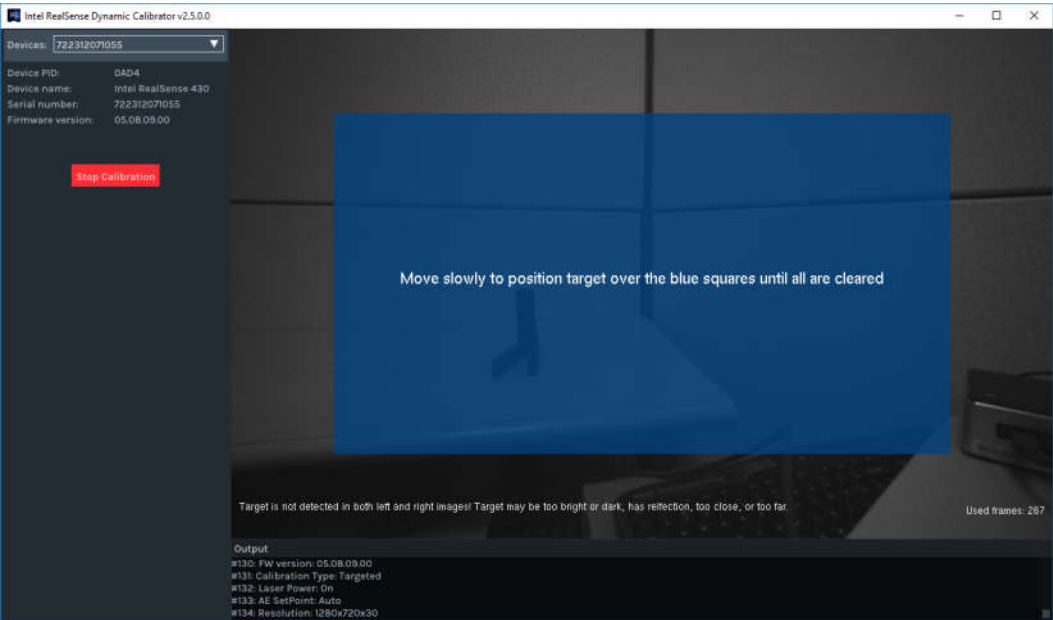 Intel RealSense Dynamic Calibrator v2.5.0.0
Devices: 722312071055
Device PID: 0AD4
Device name: Intel RealSense 430
Serial number: 722312071055
Firmware version: 05.08.09.00
Stop Calibration
Move slowly to position target over the blue squares until all are cleared
Target is not detected in both left and right images! Target may be too bright or dark, has relfection, too close, or too far.
Used frames: 287
Output
#130: FW version: 05.08.09.00
#131: Calibration Type: Targeted
#132: Laser Power: On
#133: AE SetPoint: Auto
#134: Resolution: 1280x720x30